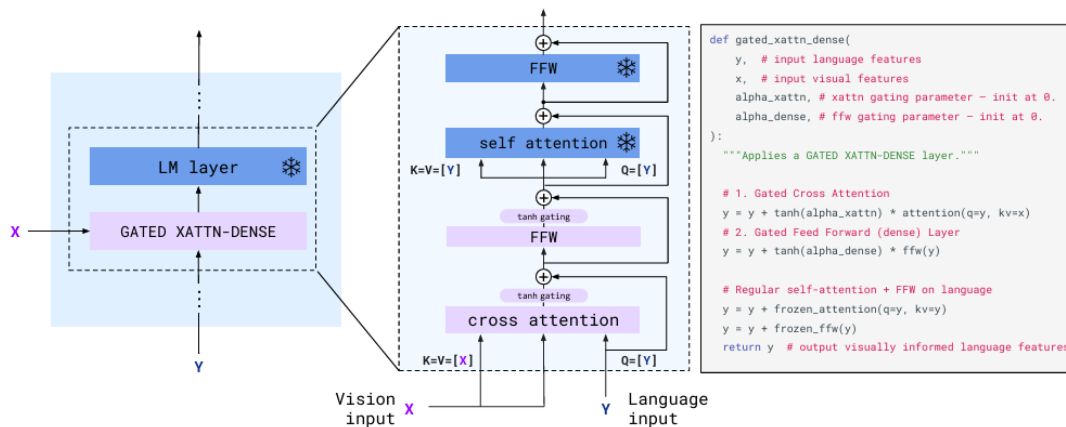 LM layer
X
GATED XATTN-DENSE
Y
FFW
self attention
K=V=[Y]
Q=[Y]
tanh gating
FFW
tanh gating
cross attention
K=V=[X]
Q=[Y]
Vision
input
X
Y
Language
input
def gated_xattn_dense(
y, # input language features
x, # input visual features
alpha_xattn, # xattn gating parameter – init at 0.
alpha_dense, # ffw gating parameter – init at 0.
):
"""Applies a GATED XATTN-DENSE layer."""
# 1. Gated Cross Attention
y = y + tanh(alpha_xattn) * attention(q=y, kv=x)
# 2. Gated Feed Forward (dense) Layer
y = y + tanh(alpha_dense) * ffw(y)
# Regular self-attention + FFW on language
y = y + frozen_attention(q=y, kv=y)
y = y + frozen_ffw(y)
return y # output visually informed language features